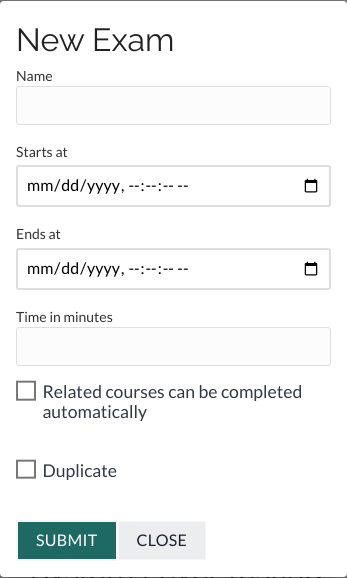 New Exam
Name
Starts at
mm/dd/yyyy, --:--:-- --
Ends at
mm/dd/yyyy, --:--:-- --
Time in minutes
Related courses can be completed
automatically
Duplicate
SUBMIT CLOSE